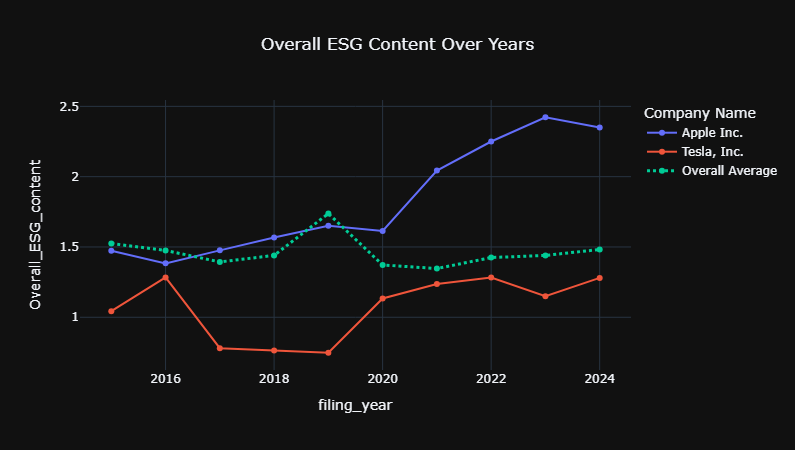 Overall ESG Content Over Years
Overall_ESG_content
2.5
2
1.5
1
2016
2018
2020
2022
2024
filing_year
Company Name
Apple Inc.
Tesla, Inc.
Overall Average